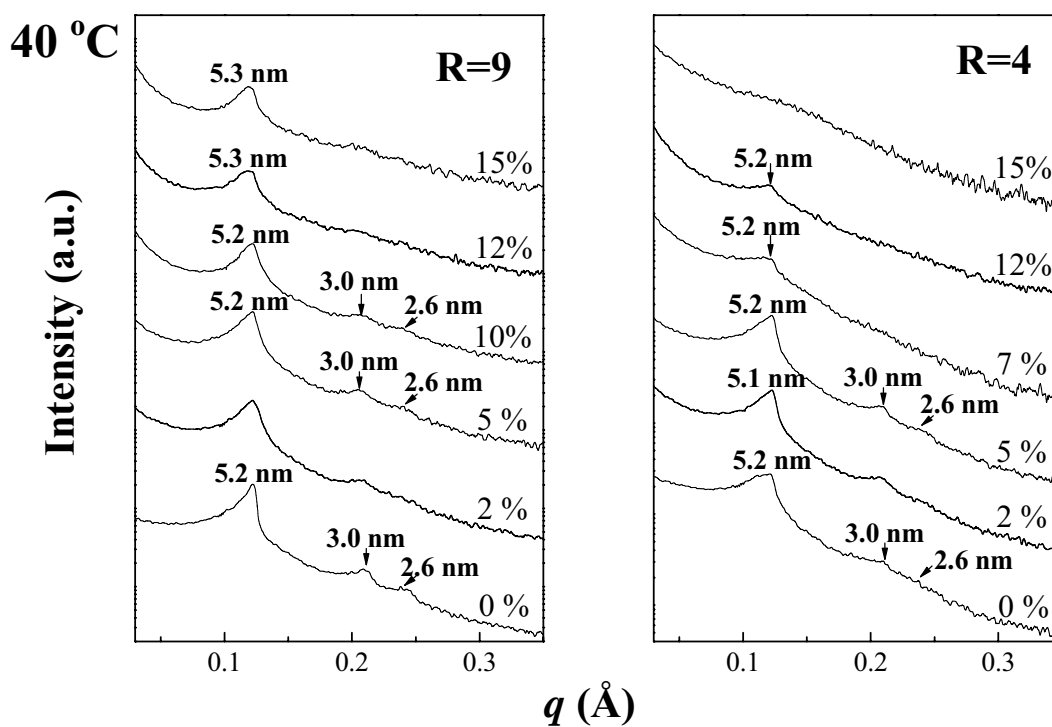 40 °C
Intensity (a.u.)
R=9
5.3 nm
15%
5.3 nm
12%
5.2 nm
3.0 nm
2.6 nm
10%
5.2 nm
3.0 nm
2.6 nm
5 %
2 %
5.2 nm
3.0 nm
2.6 nm
0 %
0.1 0.2 0.3
R=4
15%
5.2 nm
12%
5.2 nm
7 %
5.2 nm
3.0 nm
2.6 nm
5 %
5.1 nm
2 %
5.2 nm
3.0 nm
2.6 nm
0 %
0.1 0.2 0.3
q (Å)